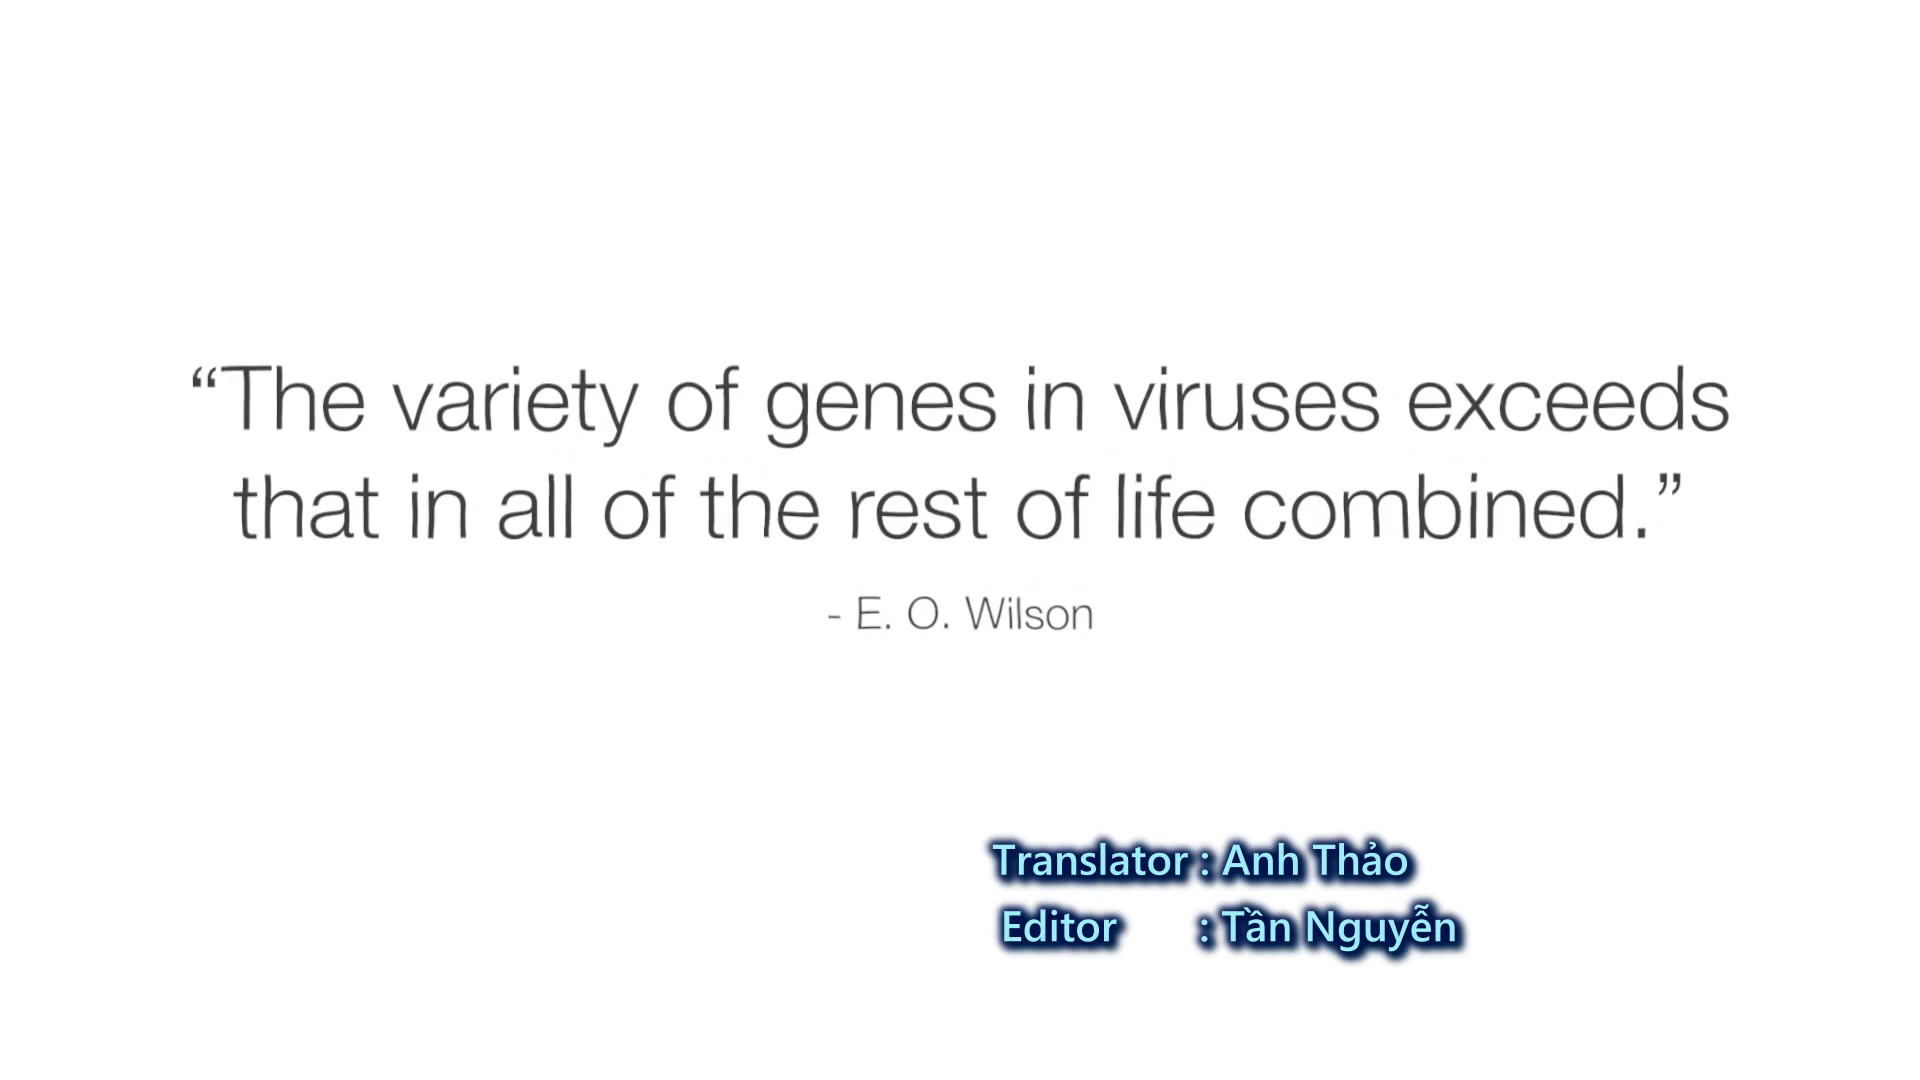 “The variety of genes in viruses exceeds
that in all of the rest of life combined.”
- E. O. Wilson
Translator : Anh Thảo
Editor : Tần Nguyễn